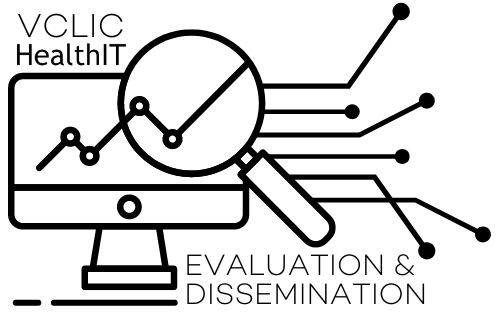 VCLIC
HealthIT
EVALUATION &
DISSEMINATION